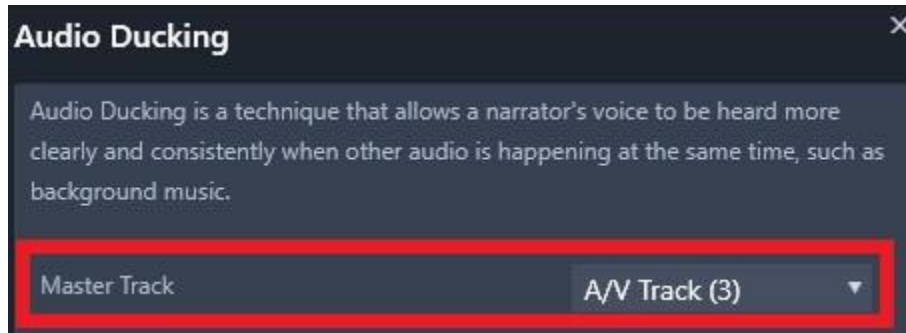 Audio Ducking
Audio Ducking is a technique that allows a narrator's voice to be heard more
clearly and consistently when other audio is happening at the same time, such as
background music.
Master Track A/V Track (3)